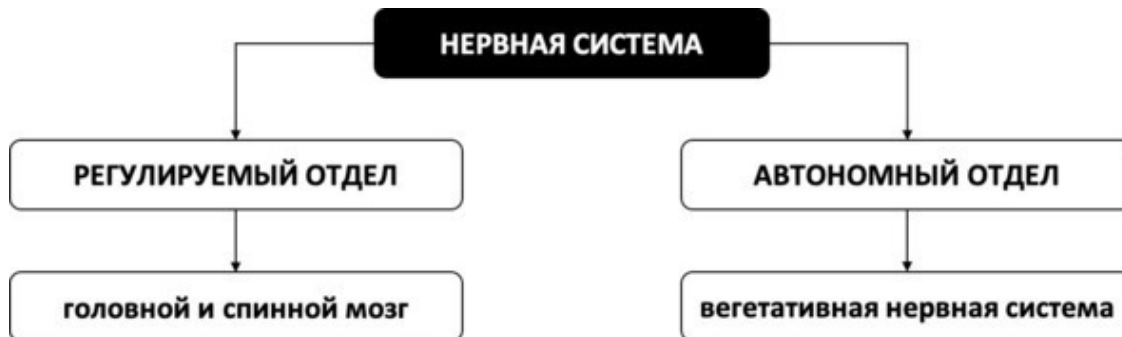 НЕРВНАЯ СИСТЕМА
РЕГУЛИРУЕМЫЙ ОТДЕЛ
АВТОНОМНЫЙ ОТДЕЛ
головной и спинной мозг
вегетативная нервная система